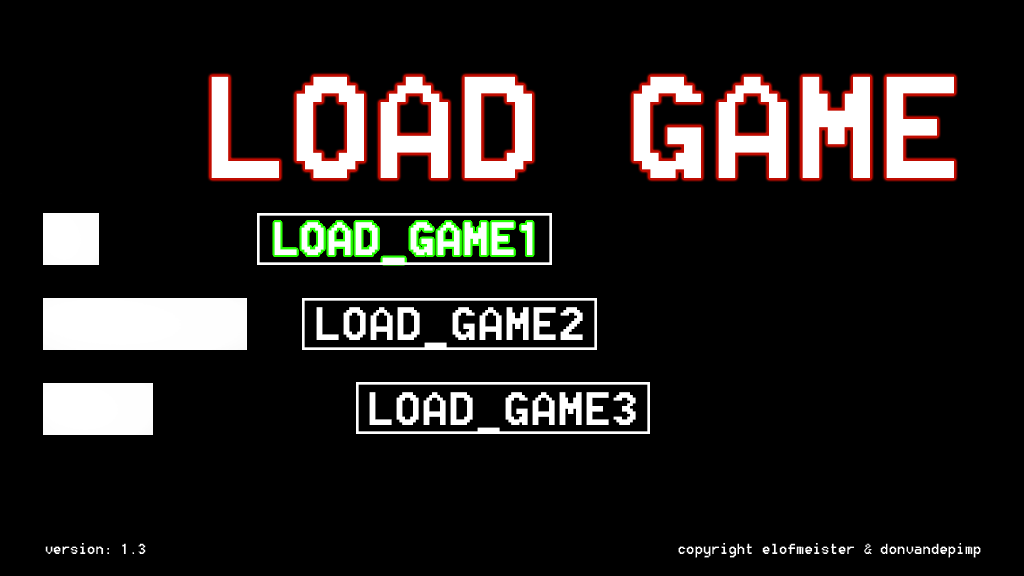 LOAD GAME
LOAD_GAME1
LOAD_GAME2
LOAD_GAME3
version: 1.3
copyright elofmeister & donvandepimp